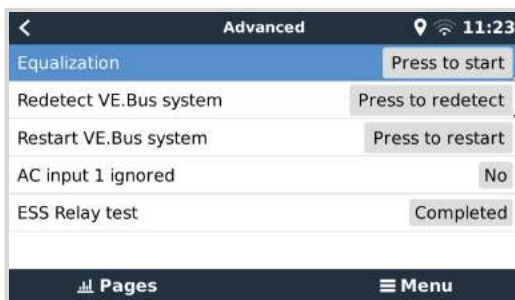 Advanced 11:23
Equalization Press to start
Redetect VE.Bus system Press to redetect
Restart VE.Bus system Press to restart
AC input 1 ignored No
ESS Relay test Completed
Pages Menu